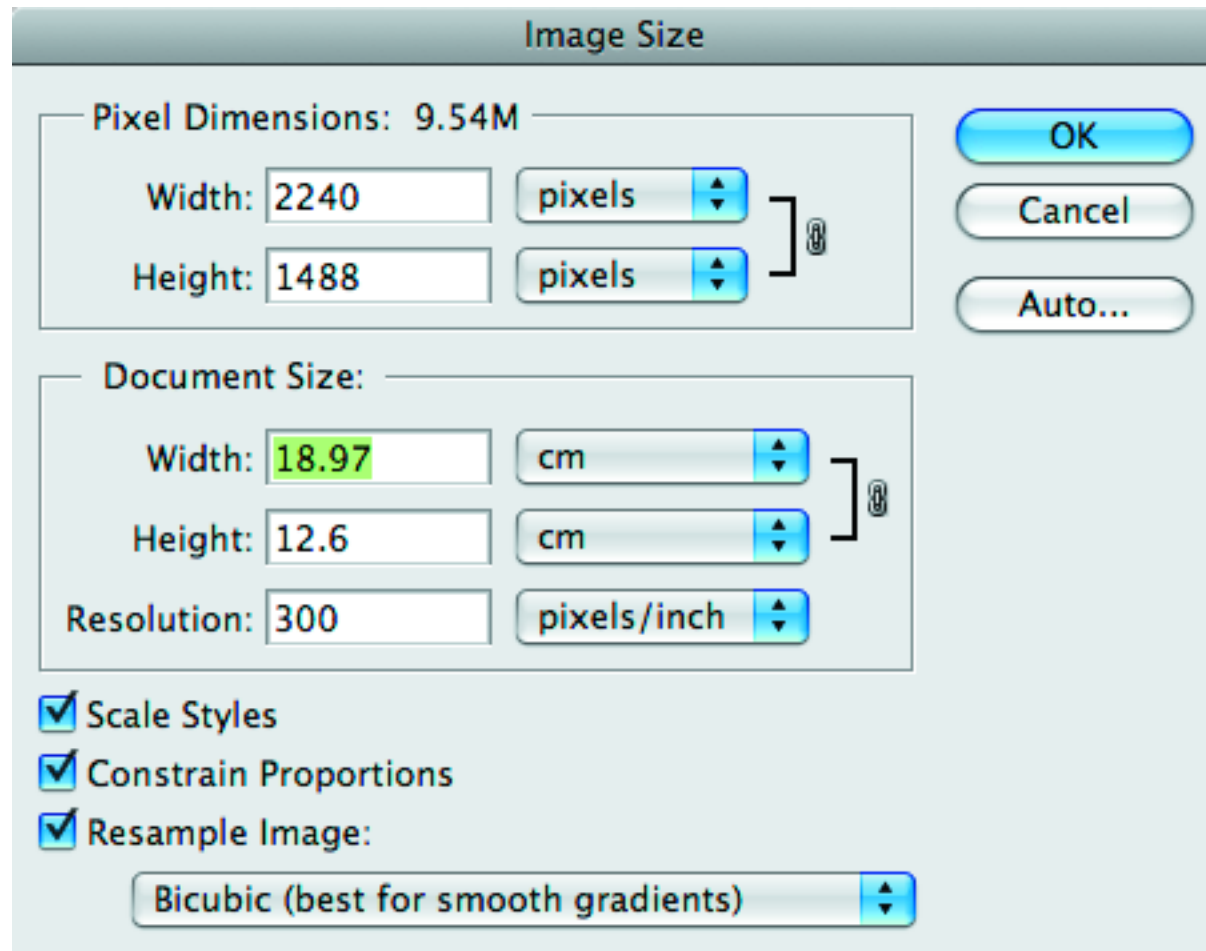 Image Size
Pixel Dimensions: 9.54M
OK
Width: 2240 pixels
Cancel
Height: 1488 pixels
Auto...
Document Size:
Width: 18.97 cm
Height: 12.6 cm
Resolution: 300 pixels/inch
Scale Styles
Constrain Proportions
Resample Image:
Bicubic (best for smooth gradients)